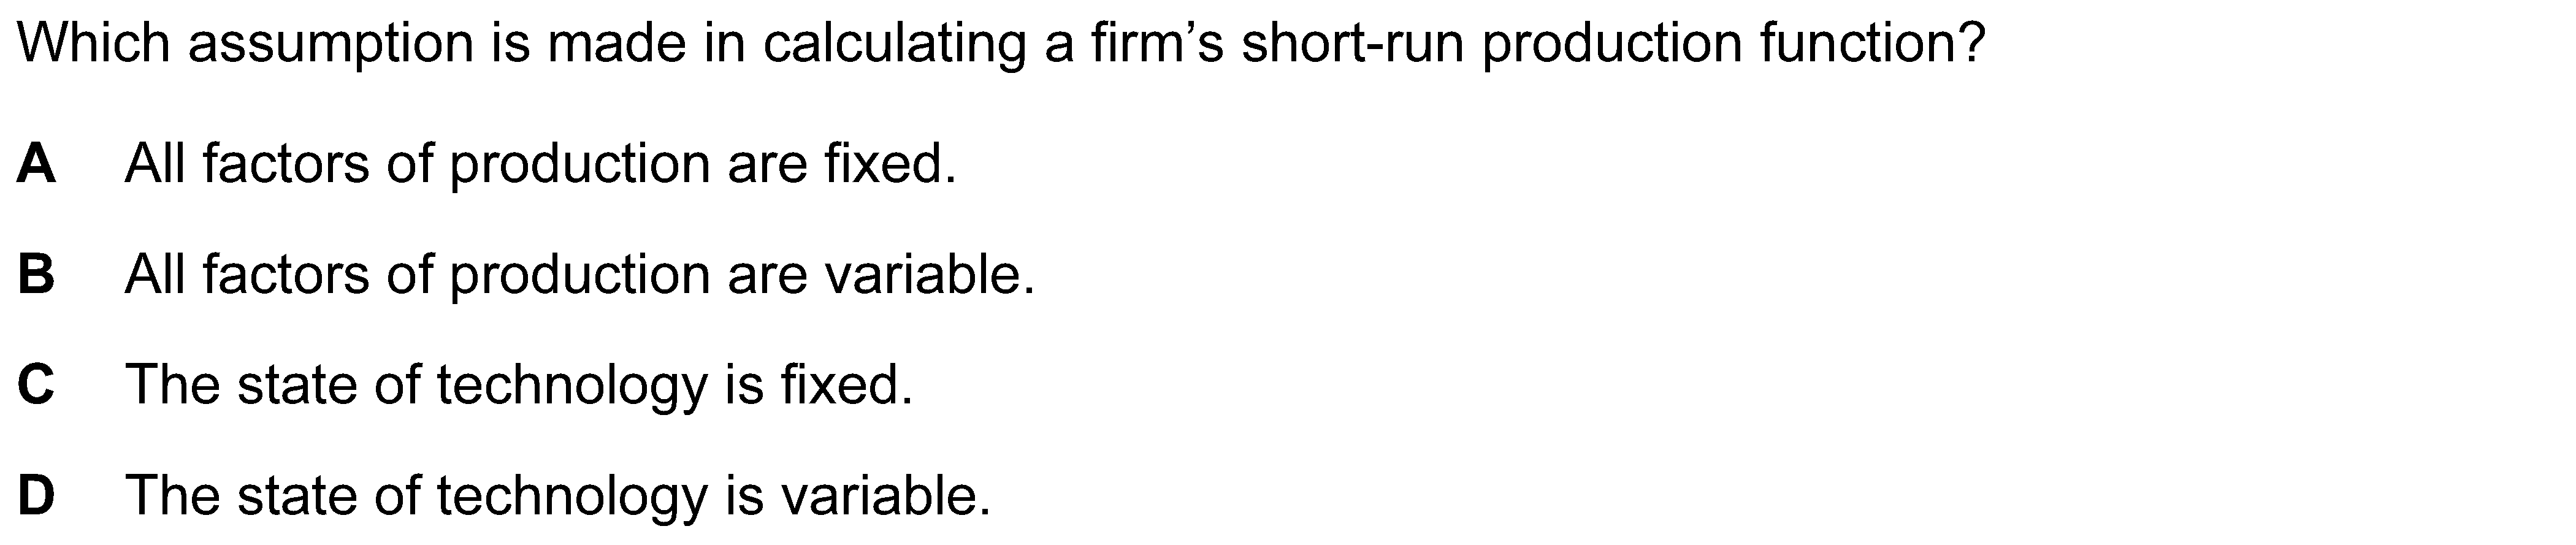 Which assumption is made in calculating a firm’s short-run production function?
A All factors of production are fixed.
B All factors of production are variable.
C The state of technology is fixed.
D The state of technology is variable.